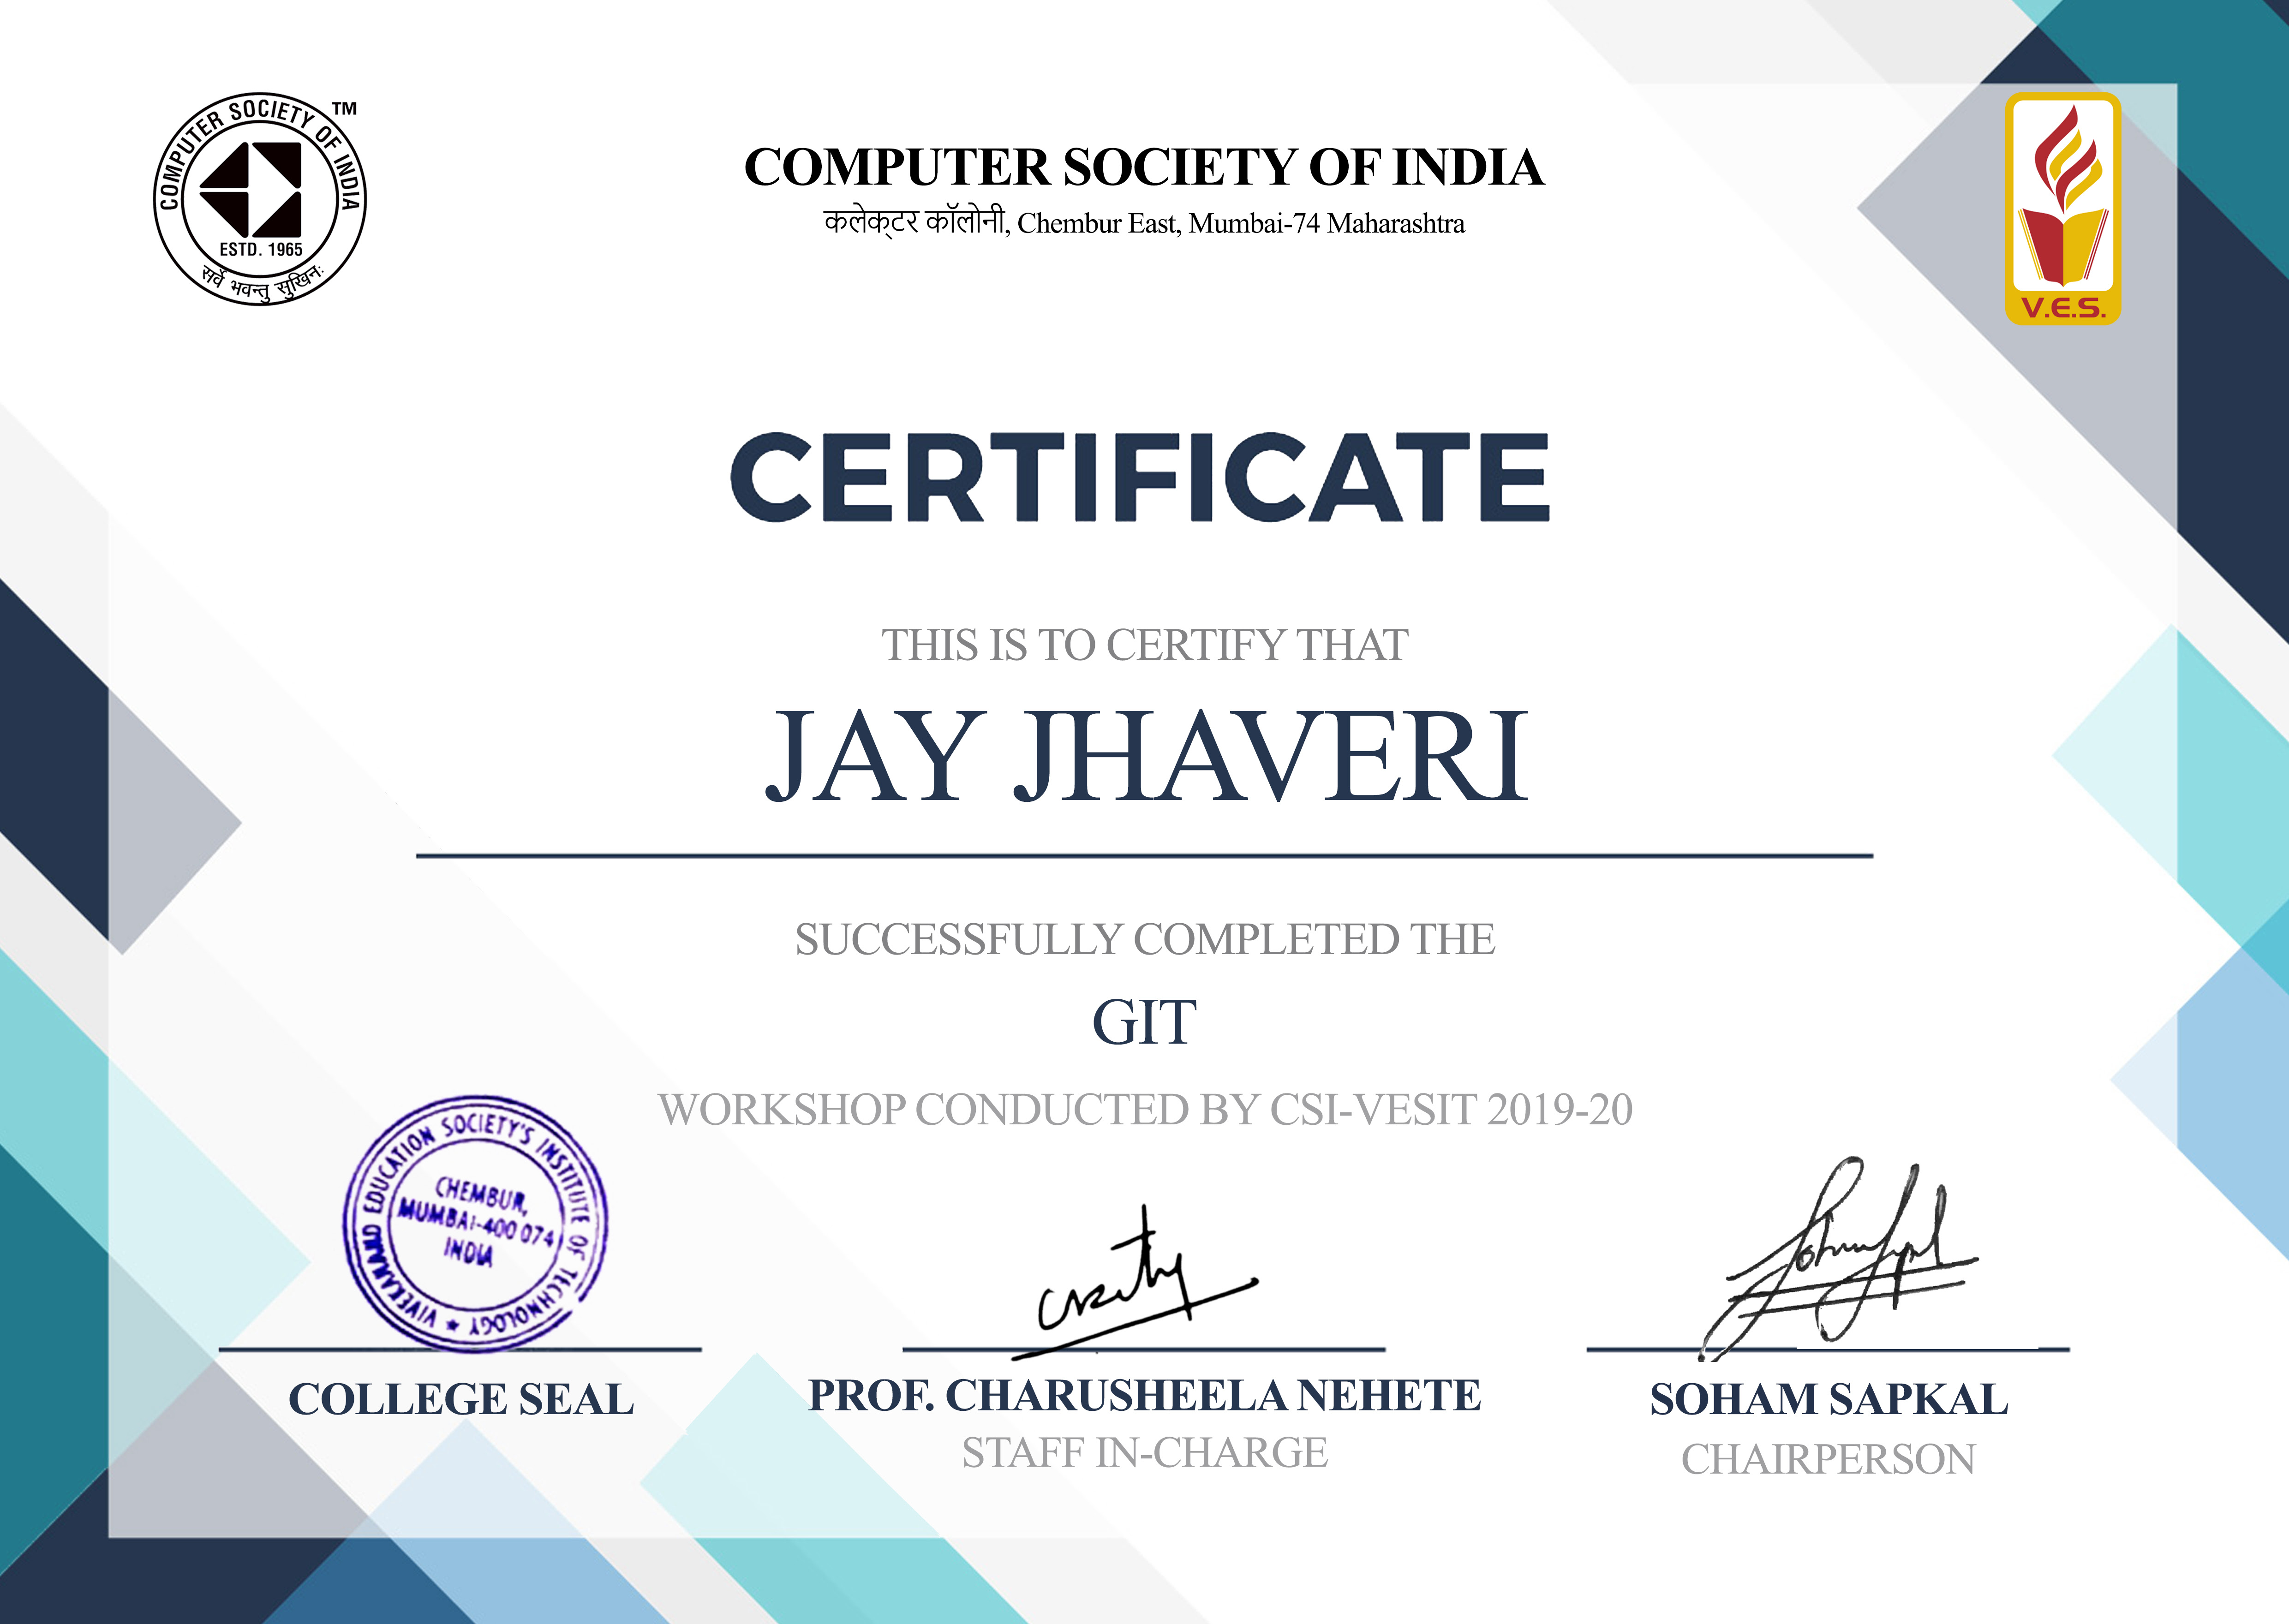 COMPUTER SOCIETY OF INDIA
TM
ESTD. 1965
सर्वे भवन्तु सुखिनः
COMPUTER SOCIETY OF INDIA
कलेक्टर कॉलोनी, Chembur East, Mumbai-74 Maharashtra
V.E.S.
CERTIFICATE
THIS IS TO CERTIFY THAT
JAY JHAVERI
SUCCESSFULLY COMPLETED THE
GIT
WORKSHOP CONDUCTED BY CSI-VESIT 2019-20
VIVEKANAND EDUCATION SOCIETY'S INSTITUTE OF TECHNOLOGY
CHEMBUR,
MUMBAI-400 074
INDIA
COLLEGE SEAL
PROF. CHARUSHEELA NEHETE
STAFF IN-CHARGE
SOHAM SAPKAL
CHAIRPERSON